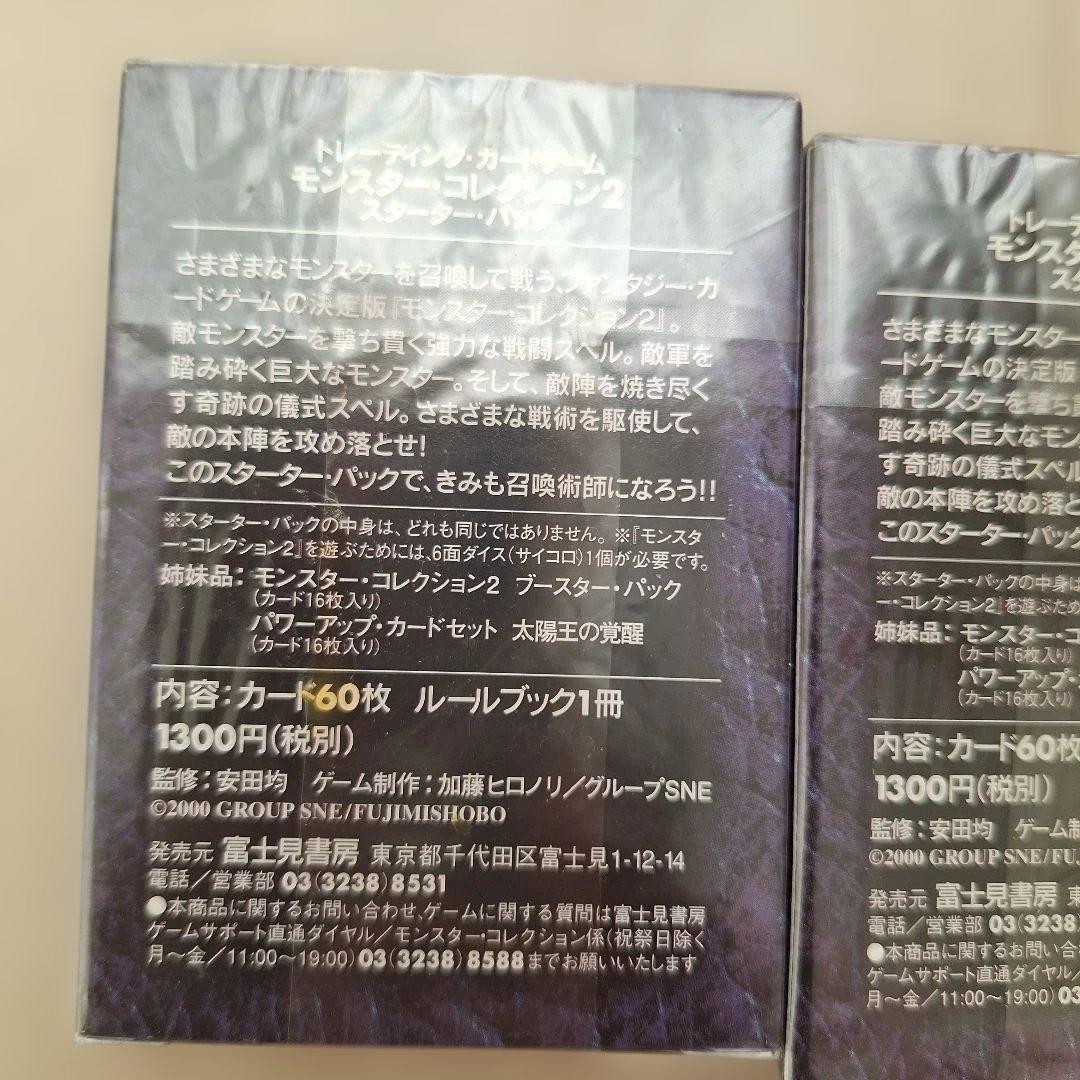 トレーディング・カードゲーム
モンスター・コレクション2
スターター・パック
さまざまなモンスターを召喚して戦う、ファンタジー・カ
ードゲームの決定版『モンスター・コレクション2』。
敵モンスターを撃ち貫く強力な戦闘スペル。敵軍を
踏み砕く巨大なモンスター。そして、敵陣を焼き尽く
す奇跡の儀式スペル。さまざまな戦術を駆使して、
敵の本陣を攻め落とせ!
このスターター・パックで、きみも召喚術師になろう!!
※スターター・パックの中身は、どれも同じではありません。 ※『モンスタ
ー・コレクション2』を遊ぶためには、6面ダイス(サイコロ)1個が必要です。
姉妹品: モンスター・コレクション2 ブースター・パック
(カード16枚入り)
パワーアップ・カードセット 太陽王の覚醒
(カード16枚入り)
内容:カード60枚 ルールブック1冊
1300円(税別)
監修:安田均 ゲーム制作:加藤ヒロノリ/グループSNE
©2000 GROUP SNE/FUJIMISHOBO
発売元 富士見書房 東京都千代田区富士見1-12-14
電話/営業部 03(3238)8531
●本商品に関するお問い合わせ、ゲームに関する質問は富士見書房
ゲームサポート直通ダイヤル/モンスター・コレクション係(祝祭日除く
月〜金/11:00〜19:00)03(3238)8588までお願いいたします
トレーデ
モンスタ
スタ
さまざまなモンスター
ードゲームの決定版
敵モンスターを撃ち貫
踏み砕く巨大なモン
す奇跡の儀式スペル
敵の本陣を攻め落と
このスターター・パック
※スターター・パックの中身は
ー・コレクション2』を遊ぶため
姉妹品: モンスター・コ
(カード16枚入り)
パワーアップ・
(カード16枚入り)
内容:カード60枚
1300円(税別)
監修:安田均 ゲーム制
©2000 GROUP SNE/FUJI
発売元 富士見書房 東
電話/営業部 03(3238)
●本商品に関するお問い合
ゲームサポート直通ダイヤル/
月〜金/11:00〜19:00)03